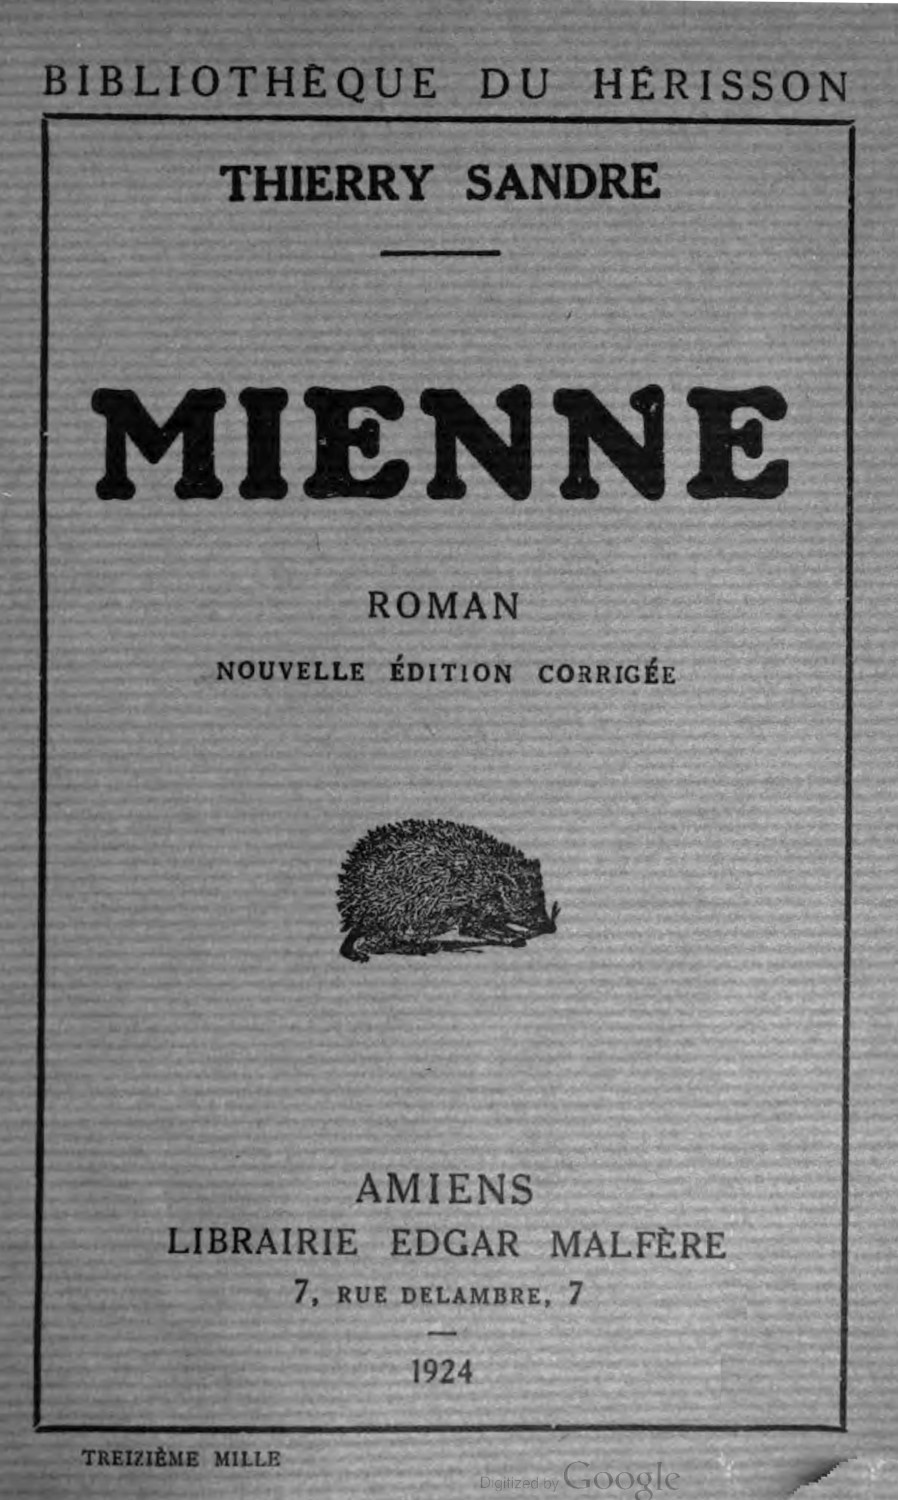 BIBLIOTHÈQUE DU HÉRISSON
THIERRY SANDRE
MIENNE
ROMAN
NOUVELLE ÉDITION CORRIGÉE
AMIENS
LIBRAIRIE EDGAR MALFÈRE
7, RUE DELAMBRE, 7
1924
TREIZIÈME MILLE
Digitized by Google